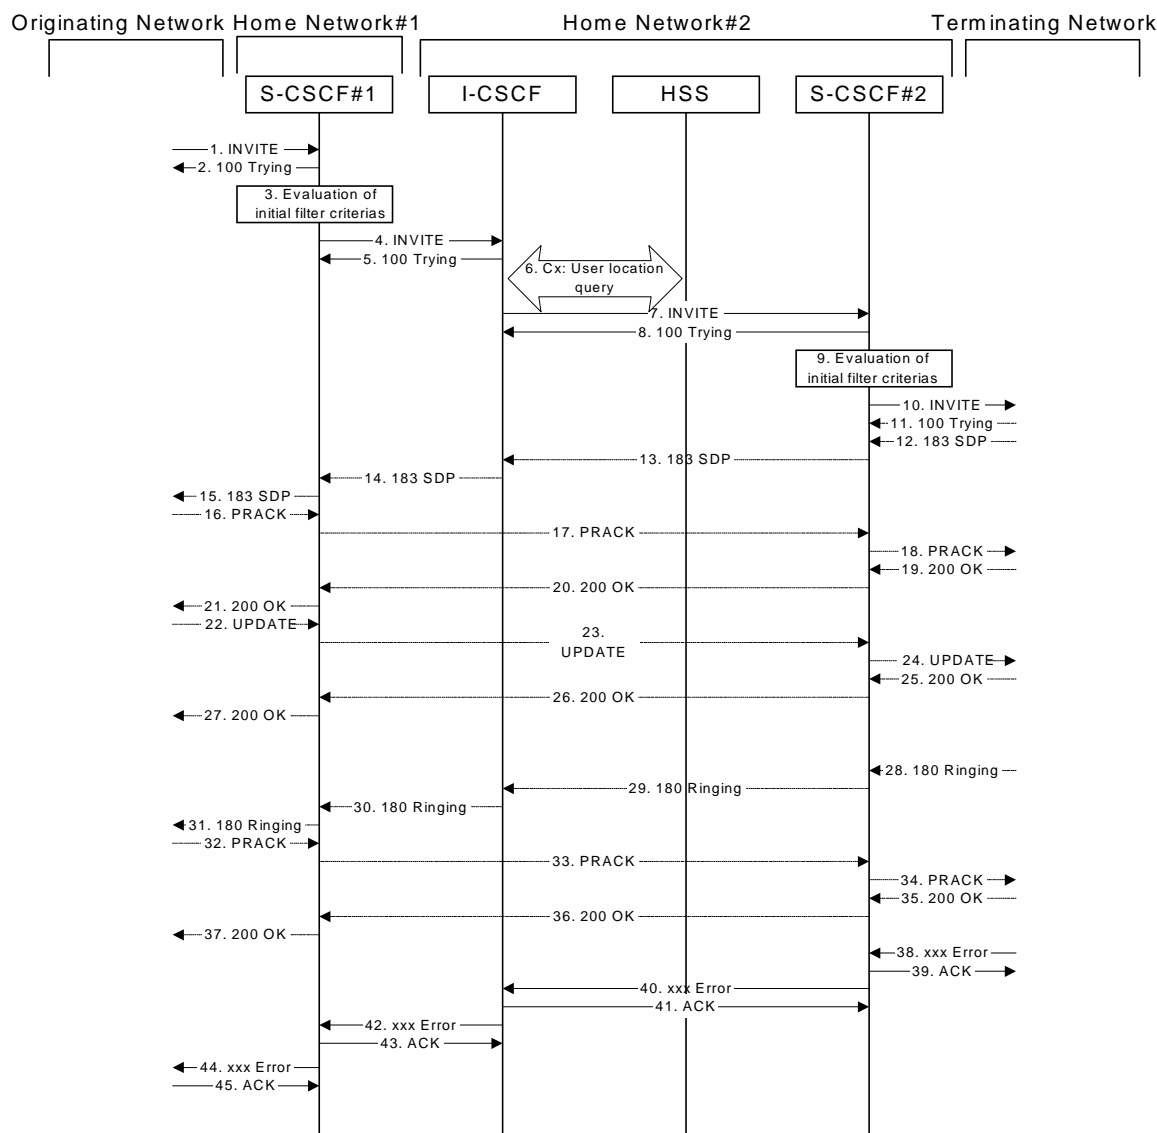 Originating Network Home Network#1 Home Network#2 Terminating Network
S-CSCF#1 I-CSCF HSS S-CSCF#2
1. INVITE
2. 100 Trying
3. Evaluation of
initial filter criterias
4. INVITE
5. 100 Trying
6. Cx: User location
query
7. INVITE
8. 100 Trying
9. Evaluation of
initial filter criterias
10. INVITE
11. 100 Trying
12. 183 SDP
13. 183 SDP
14. 183 SDP
15. 183 SDP
16. PRACK
17. PRACK
18. PRACK
19. 200 OK
20. 200 OK
21. 200 OK
22. UPDATE
23.
UPDATE
24. UPDATE
25. 200 OK
26. 200 OK
27. 200 OK
28. 180 Ringing
29. 180 Ringing
30. 180 Ringing
31. 180 Ringing
32. PRACK
33. PRACK
34. PRACK
35. 200 OK
36. 200 OK
37. 200 OK
38. xxx Error
39. ACK
40. xxx Error
41. ACK
42. xxx Error
43. ACK
44. xxx Error
45. ACK